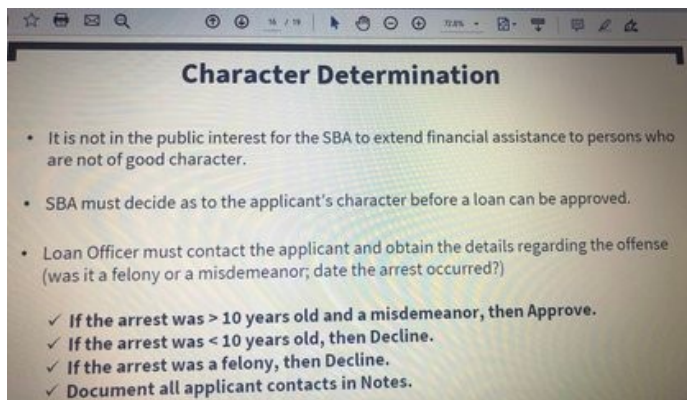 16 / 19
Character Determination
• It is not in the public interest for the SBA to extend financial assistance to persons who
are not of good character.
• SBA must decide as to the applicant's character before a loan can be approved.
• Loan Officer must contact the applicant and obtain the details regarding the offense
(was it a felony or a misdemeanor; date the arrest occurred?)
✓ If the arrest was > 10 years old and a misdemeanor, then Approve.
✓ If the arrest was < 10 years old, then Decline.
✓ If the arrest was a felony, then Decline.
✓ Document all applicant contacts in Notes.